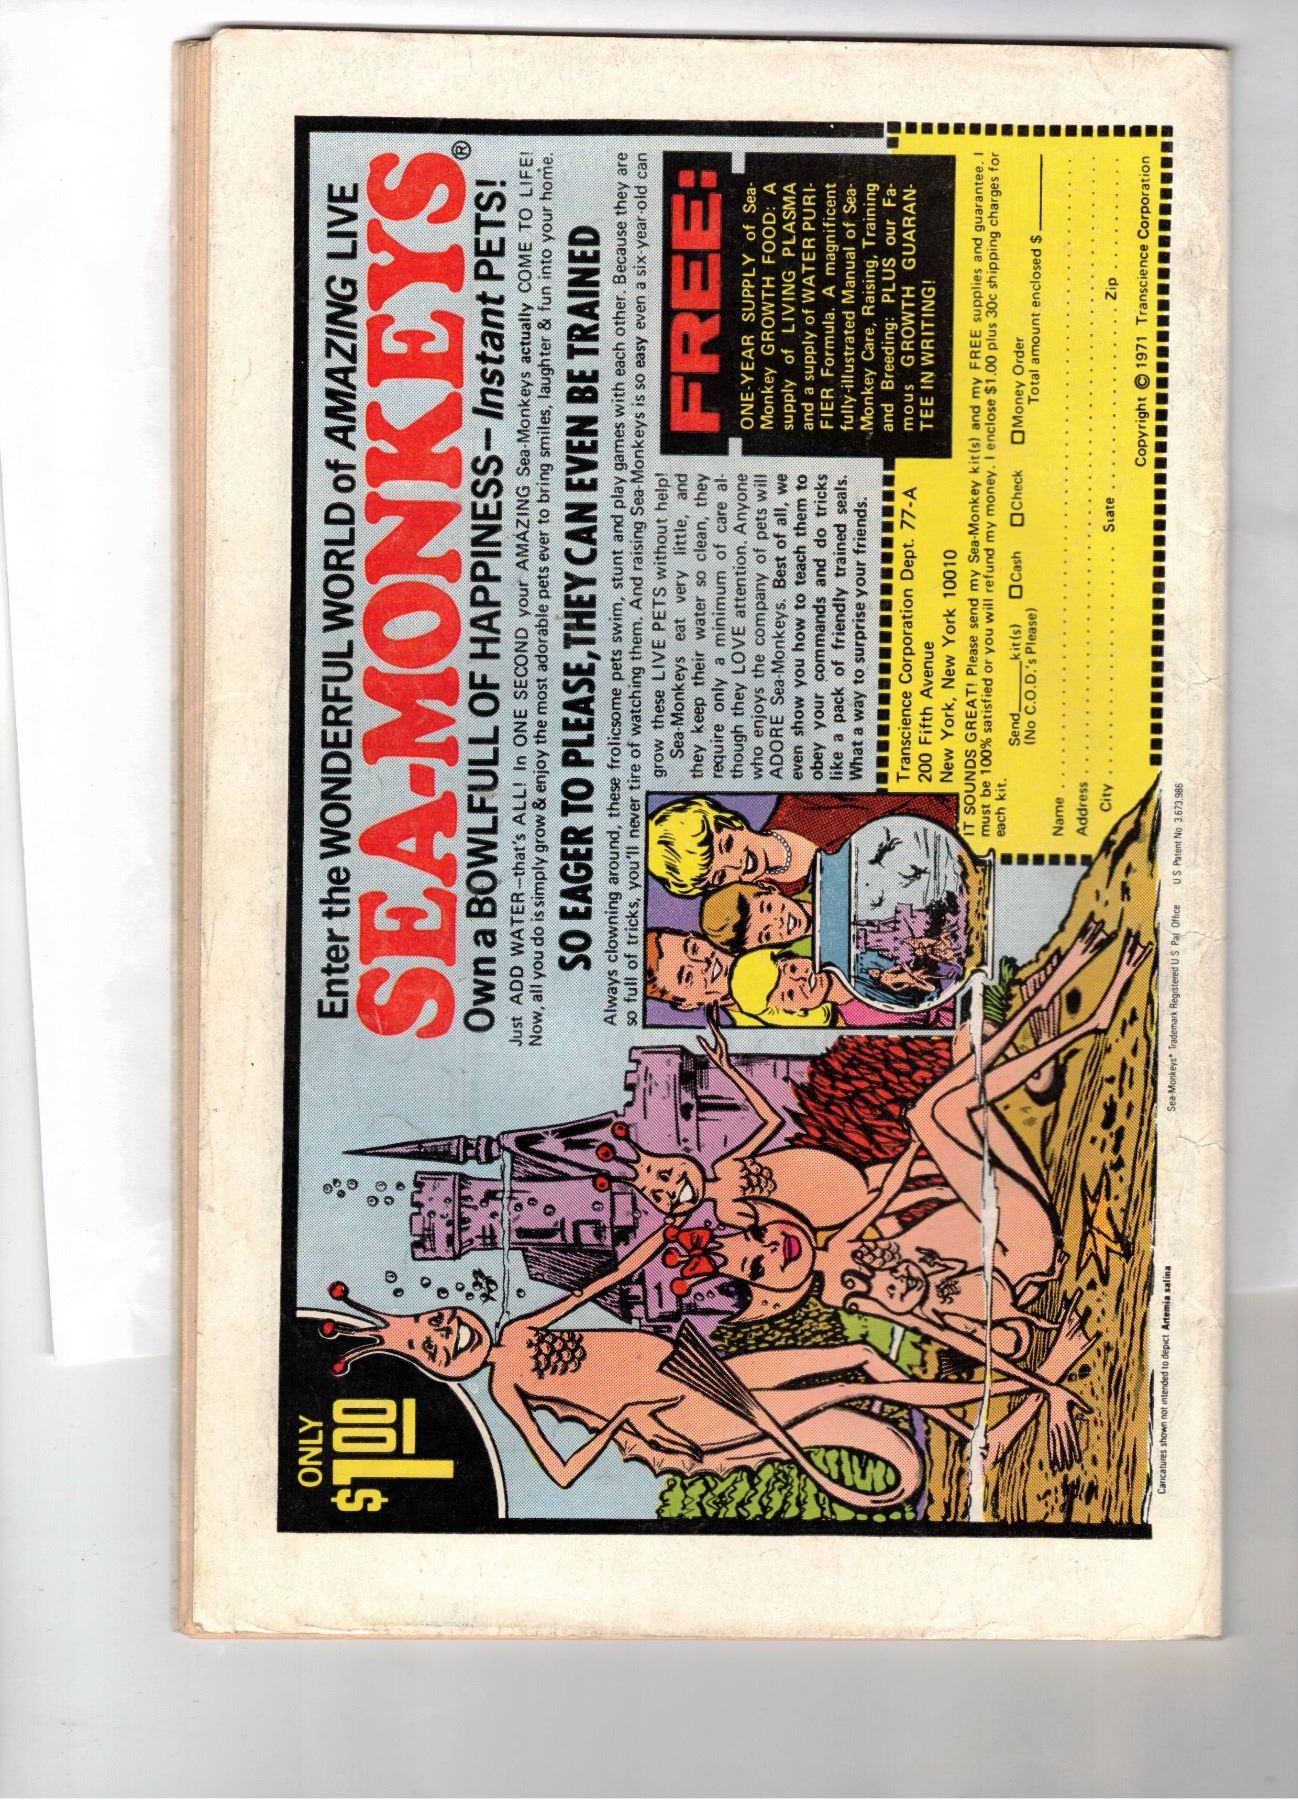 ONLY
$1.00
Enter the WONDERFUL WORLD of AMAZING LIVE
SEA-MONKEYS®
Own a BOWLFULL OF HAPPINESS—Instant PETS!
Just ADD WATER—that's ALL! In ONE SECOND your AMAZING Sea-Monkeys actually COME TO LIFE!
Now, all you do is simply grow & enjoy the most adorable pets ever to bring smiles, laughter & fun into your home.
SO EAGER TO PLEASE, THEY CAN EVEN BE TRAINED
Always clowning around, these frolicsome pets swim, stunt and play games with each other. Because they are
so full of tricks, you'll never tire of watching them. And raising Sea-Monkeys is so easy even a six-year-old can
grow these LIVE PETS without help!
Sea-Monkeys eat very little, and
they keep their water so clean, they
require only a minimum of care al-
though they LOVE attention. Anyone
who enjoys the company of pets will
ADORE Sea-Monkeys. Best of all, we
even show you how to teach them to
obey your commands and do tricks
like a pack of friendly trained seals.
What a way to surprise your friends.
FREE:
ONE-YEAR SUPPLY of Sea-
Monkey GROWTH FOOD: A
supply of LIVING PLASMA
and a supply of WATER PURI-
FIER Formula. A magnificent
fully-illustrated Manual of Sea-
Monkey Care, Raising, Training
and Breeding: PLUS our Fa-
mous GROWTH GUARAN-
TEE IN WRITING!
Transcience Corporation Dept. 77-A
200 Fifth Avenue
New York, New York 10010
IT SOUNDS GREAT! Please send my Sea-Monkey kit(s) and my FREE supplies and guarantee. I
must be 100% satisfied or you will refund my money. I enclose $1.00 plus 30c shipping charges for
each kit.
Send____kit(s) □Cash □Check □Money Order
(No C.O.D.'s Please) Total amount enclosed $ ______
Name
Address
City State Zip
Copyright © 1971 Transcience Corporation
Caricatures shown not intended to depict Artemia salina Sea-Monkeys® Trademark Registered U S Pat Office U S Patent No 3,673,986